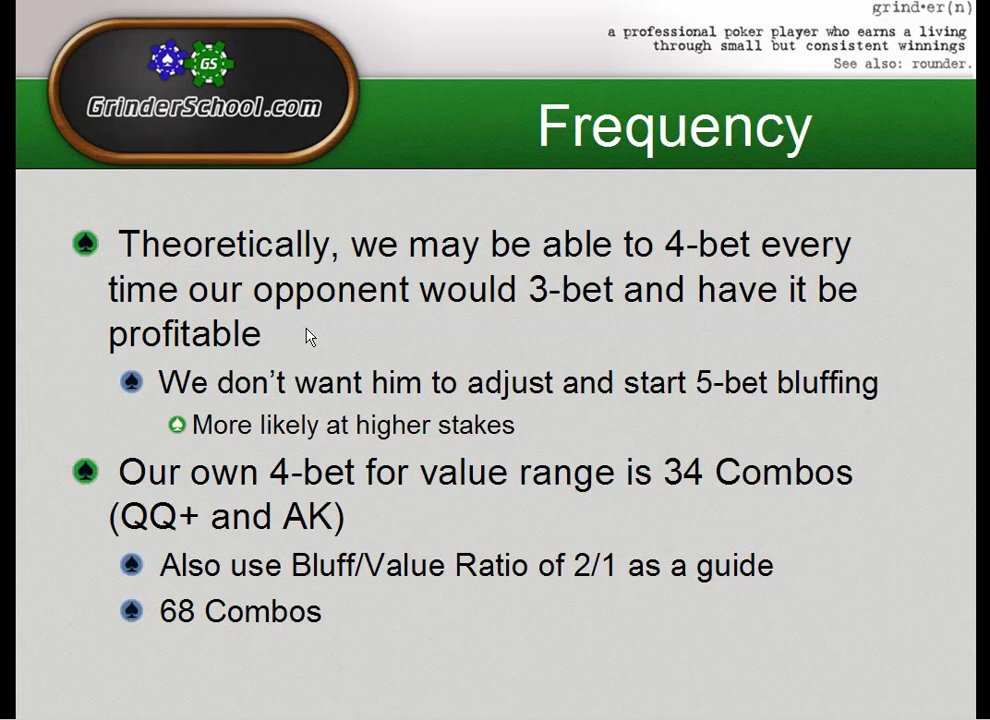 grind•er(n)
a professional poker player who earns a living
through small but consistent winnings
See also: rounder.
GS
GrinderSchool.com
Frequency
Theoretically, we may be able to 4-bet every
time our opponent would 3-bet and have it be
profitable
We don’t want him to adjust and start 5-bet bluffing
More likely at higher stakes
Our own 4-bet for value range is 34 Combos
(QQ+ and AK)
Also use Bluff/Value Ratio of 2/1 as a guide
68 Combos